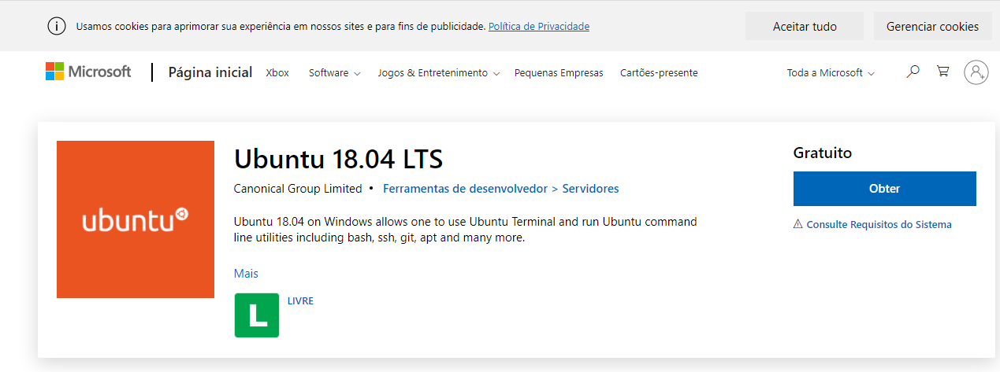 Usamos cookies para aprimorar sua experiência em nossos sites e para fins de publicidade. Política de Privacidade
Aceitar tudo
Gerenciar cookies
Microsoft
Página inicial
Xbox
Software
Jogos & Entretenimento
Pequenas Empresas
Cartões-presente
Toda a Microsoft
ubuntu
Ubuntu 18.04 LTS
Canonical Group Limited • Ferramentas de desenvolvedor > Servidores
Ubuntu 18.04 on Windows allows one to use Ubuntu Terminal and run Ubuntu command
line utilities including bash, ssh, git, apt and many more.
Mais
L
LIVRE
Gratuito
Obter
Consulte Requisitos do Sistema